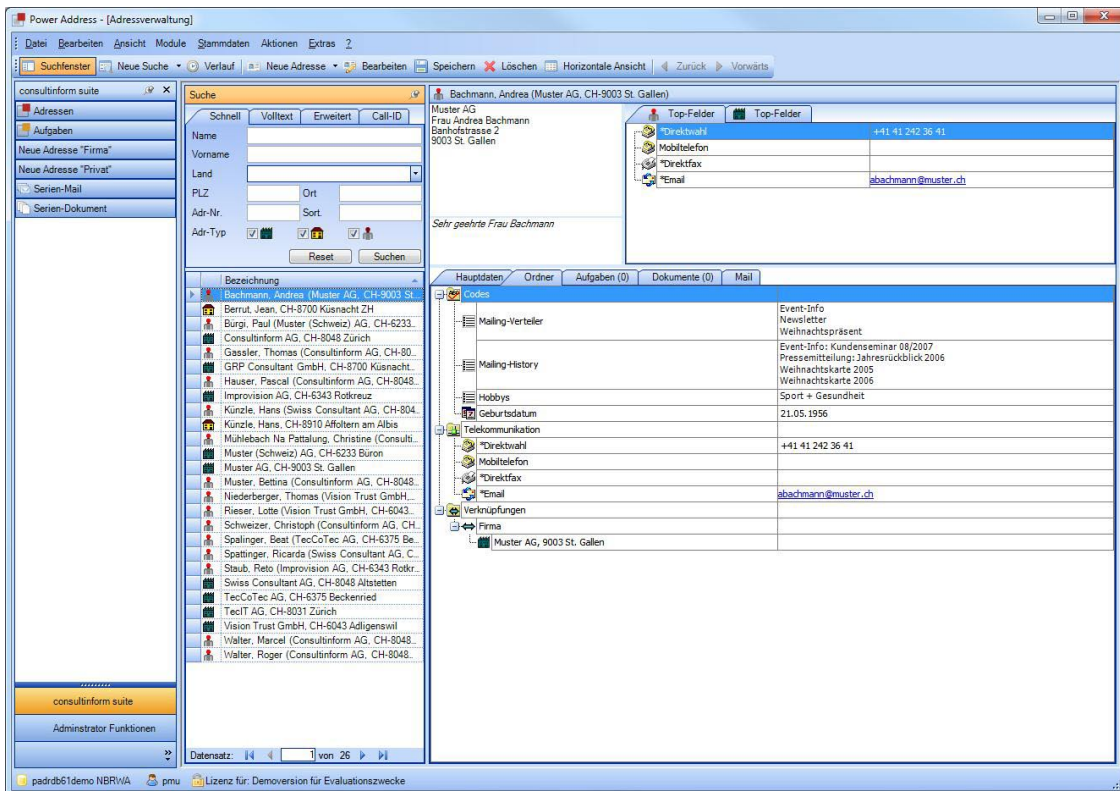 Power Address - [Adressverwaltung]
Datei Bearbeiten Ansicht Module Stammdaten Aktionen Extras ?
Suchfenster Neue Suche Verlauf Neue Adresse Bearbeiten Speichern Löschen Horizontale Ansicht Zurück Vorwärts
consultinform suite
Adressen
Aufgaben
Neue Adresse "Firma"
Neue Adresse "Privat"
Serien-Mail
Serien-Dokument
consultinform suite
Adminstrator Funktionen
Suche
Schnell Volltext Erweitert Call-ID
Name
Vorname
Land
PLZ Ort
Adr-Nr. Sort.
Adr-Typ
Reset Suchen
Bezeichnung
Bachmann, Andrea (Muster AG, CH-9003 St...
Berrut, Jean, CH-8700 Küsnacht ZH
Bürgi, Paul (Muster (Schweiz) AG, CH-6233...
Consultinform AG, CH-8048 Zürich
Gassler, Thomas (Consultinform AG, CH-80...
GRP Consultant GmbH, CH-8700 Küsnacht...
Hauser, Pascal (Consultinform AG, CH-8048...
Improvision AG, CH-6343 Rotkreuz
Künzle, Hans (Swiss Consultant AG, CH-804...
Künzle, Hans, CH-8910 Affoltern am Albis
Mühlebach Na Pattalung, Christine (Consulti...
Muster (Schweiz) AG, CH-6233 Büron
Muster AG, CH-9003 St. Gallen
Muster, Bettina (Consultinform AG, CH-8048...
Niederberger, Thomas (Vision Trust GmbH,...
Rieser, Lotte (Vision Trust GmbH, CH-6043...
Schweizer, Christoph (Consultinform AG, CH...
Spalinger, Beat (TecCoTec AG, CH-6375 Be...
Spattinger, Ricarda (Swiss Consultant AG, C...
Staub, Reto (Improvision AG, CH-6343 Rotkr...
Swiss Consultant AG, CH-8048 Altstetten
TecCoTec AG, CH-6375 Beckenried
TecIT AG, CH-8031 Zürich
Vision Trust GmbH, CH-6043 Adligenswil
Walter, Marcel (Consultinform AG, CH-8048...
Walter, Roger (Consultinform AG, CH-8048...
Datensatz: 1 von 26
Bachmann, Andrea (Muster AG, CH-9003 St. Gallen)
Muster AG
Frau Andrea Bachmann
Banhofstrasse 2
9003 St. Gallen
Sehr geehrte Frau Bachmann
Top-Felder Top-Felder
*Direktwahl +41 41 242 36 41
Mobiltelefon
*Direktfax
*Email abachmann@muster.ch
Hauptdaten Ordner Aufgaben (0) Dokumente (0) Mail
Codes
Mailing-Verteiler
Event-Info
Newsletter
Weihnachtspräsent
Mailing-History
Event-Info: Kundenseminar 08/2007
Pressemitteilung: Jahresrückblick 2006
Weihnachtskarte 2005
Weihnachtskarte 2006
Hobbys Sport + Gesundheit
Geburtsdatum 21.05.1956
Telekommunikation
*Direktwahl +41 41 242 36 41
Mobiltelefon
*Direktfax
*Email abachmann@muster.ch
Verknüpfungen
Firma
Muster AG, 9003 St. Gallen
padrdb61demo NBRWA pmu Lizenz für: Demoversion für Evaluationszwecke